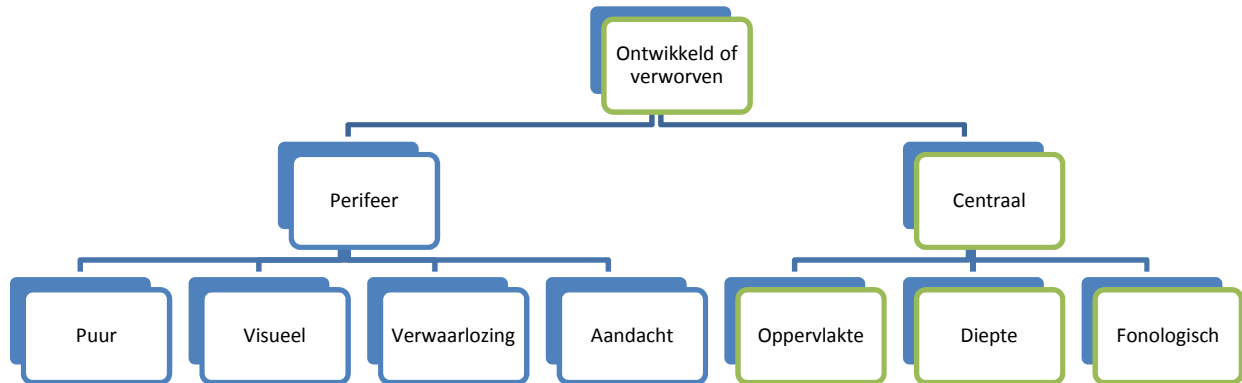 Ontwikkeld of
verworven
Perifeer
Centraal
Puur
Visueel
Verwaarlozing
Aandacht
Oppervlakte
Diepte
Fonologisch